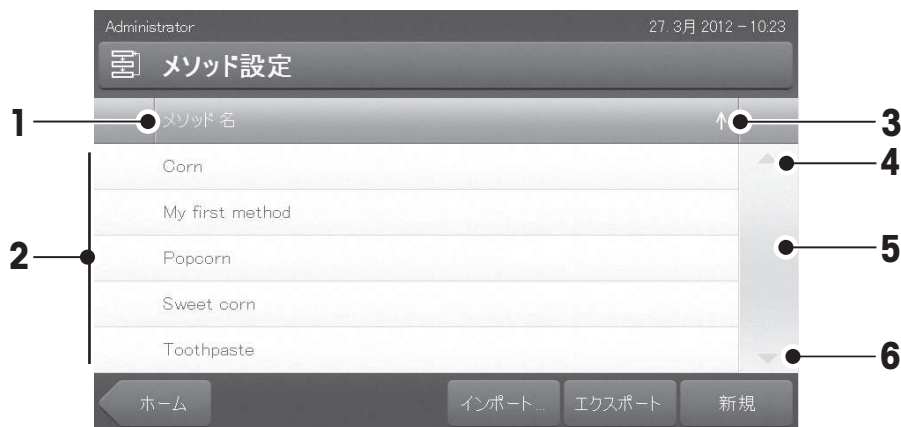 Administrator 27. 3月 2012 - 10:23
メソッド設定
1 メソッド 名 3
4
Corn
My first method
2 Popcorn 5
Sweet corn
Toothpaste 6
ホーム インポート... エクスポート 新規